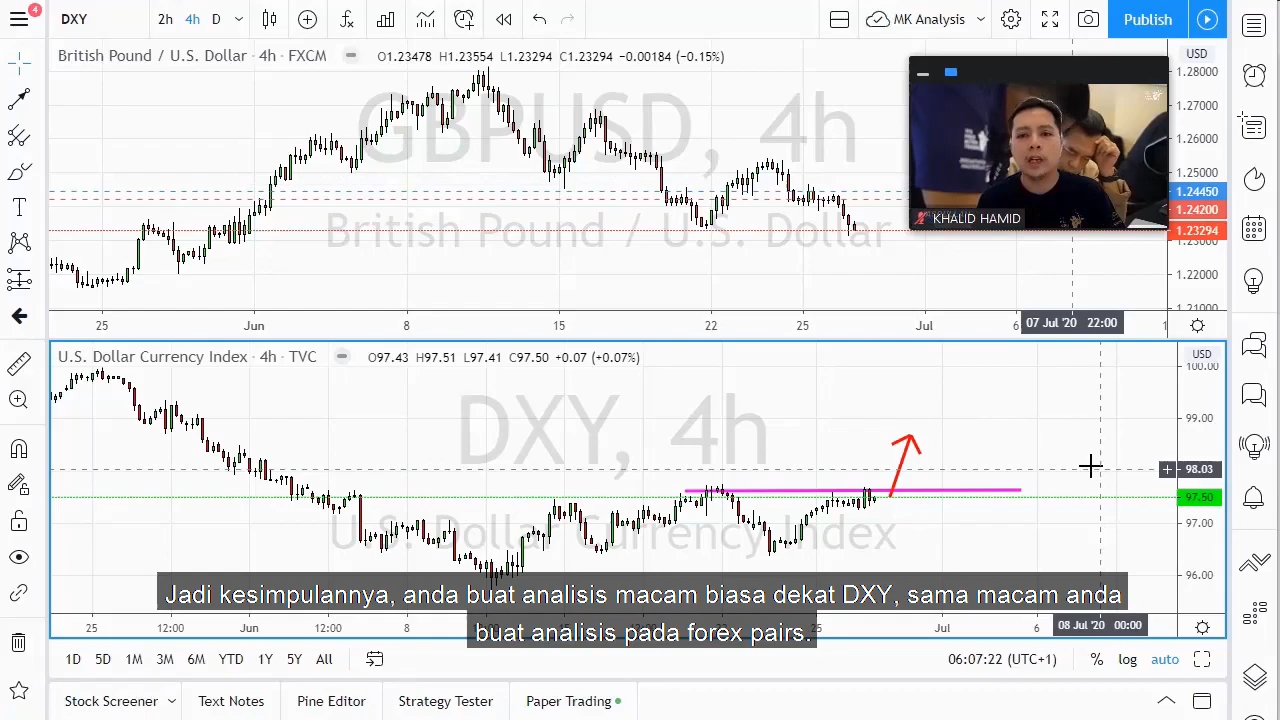 4
DXY
2h 4h D
MK Analysis
Publish
British Pound / U.S. Dollar · 4h · FXCM
O1.23478 H1.23554 L1.23294 C1.23294 −0.00184 (−0.15%)
GBPUSD, 4h
British Pound / U.S. Dollar
USD
1.28000
1.27000
1.26000
1.25000
1.24450
1.24200
1.23294
1.23000
1.22000
1.21000
KHALID HAMID
25 Jun 8 15 22 25 Jul 6
07 Jul '20 22:00
U.S. Dollar Currency Index · 4h · TVC
O97.43 H97.51 L97.41 C97.50 +0.07 (+0.07%)
DXY, 4h
U.S. Dollar Currency Index
USD
100.00
99.00
98.03
97.50
97.00
96.00
Jadi kesimpulannya, anda buat analisis macam biasa dekat DXY, sama macam anda
buat analisis pada forex pairs.
25 12:00 Jun 12:00 8 25 Jul 6
08 Jul '20 00:00
1D 5D 1M 3M 6M YTD 1Y 5Y All
06:07:22 (UTC+1) % log auto
Stock Screener Text Notes Pine Editor Strategy Tester Paper Trading